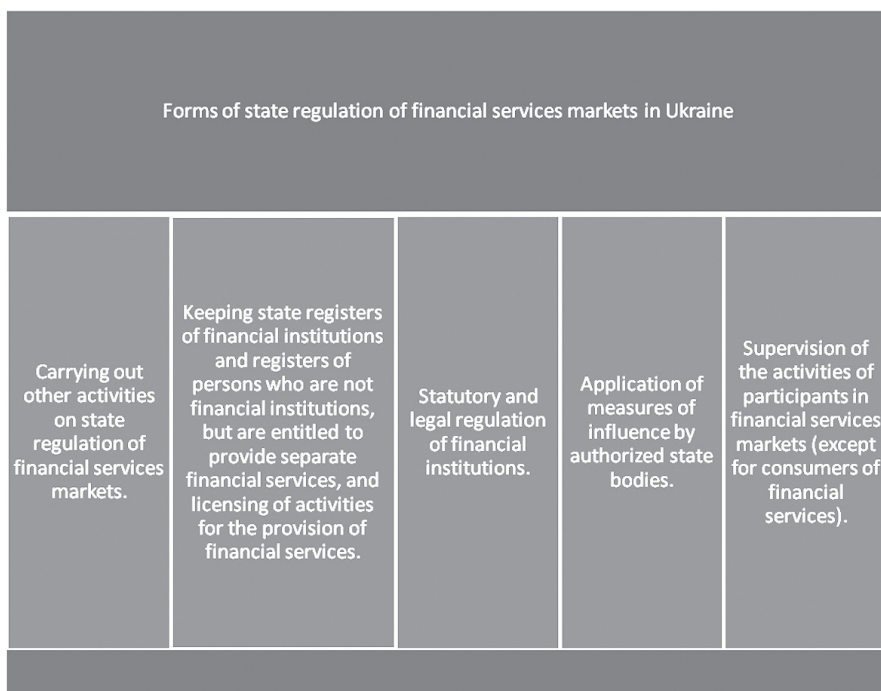 Forms of state regulation of financial services markets in Ukraine
Carrying out
other activities
on state
regulation of
financial services
markets.
Keeping state registers
of financial institutions
and registers of
persons who are not
financial institutions,
but are entitled to
provide separate
financial services, and
licensing of activities
for the provision of
financial services.
Statutory and
legal regulation
of financial
institutions.
Application of
measures of
influence by
authorized state
bodies.
Supervision of
the activities of
participants in
financial services
markets (except
for consumers of
financial
services).